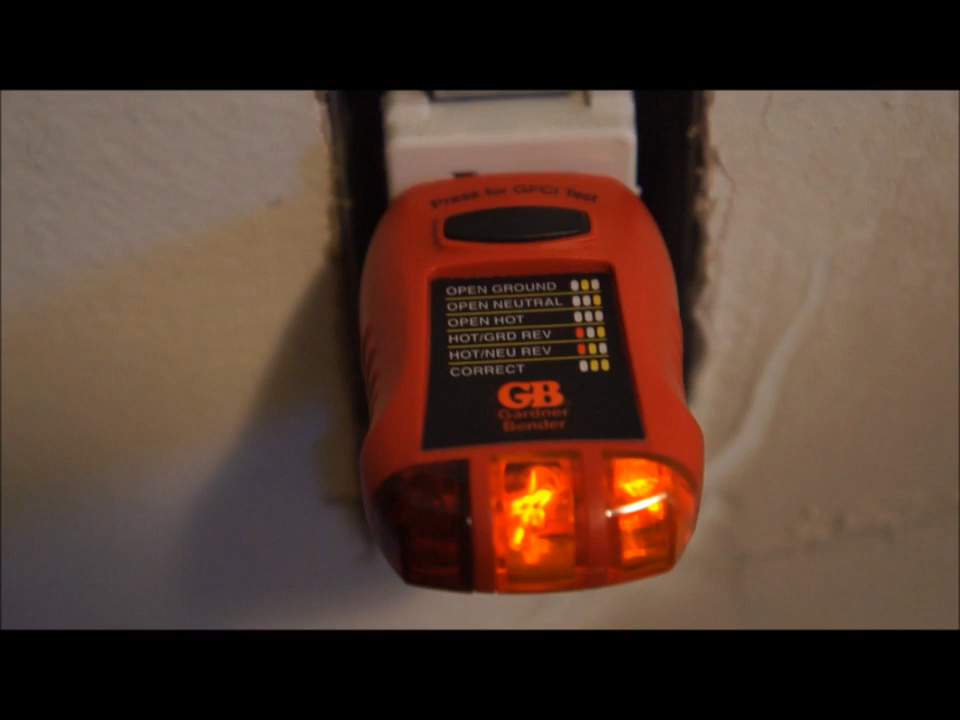 Press for GFCI Test
OPEN GROUND
OPEN NEUTRAL
OPEN HOT
HOT/GRD REV
HOT/NEU REV
CORRECT
GB
Gardner
Bender